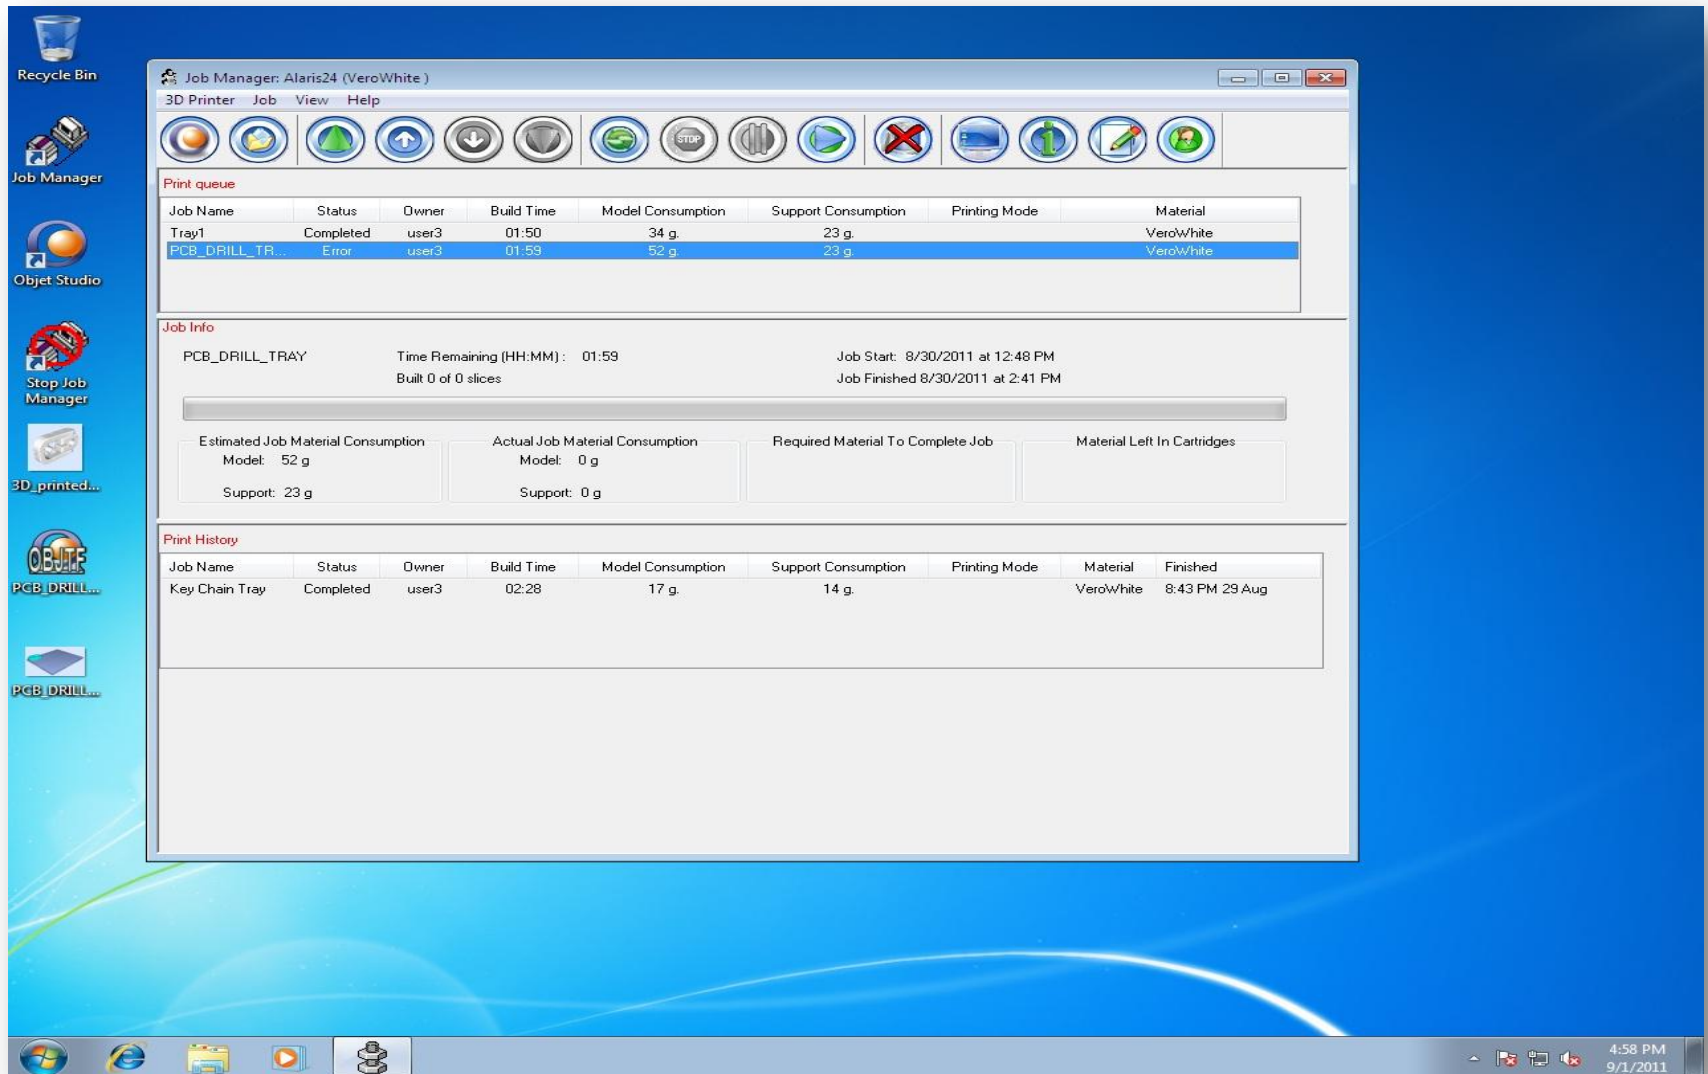 Recycle Bin
Job Manager
Objet Studio
Stop Job
Manager
3D_printed...
OBJTF
PCB_DRILL...
PCB_DRILL...
Job Manager: Alaris24 (VeroWhite )
3D Printer Job View Help
STOP
Print queue
Job Name Status Owner Build Time Model Consumption Support Consumption Printing Mode Material
Tray1 Completed user3 01:50 34 g. 23 g. VeroWhite
PCB_DRILL_TR... Error user3 01:59 52 g. 23 g. VeroWhite
Job Info
PCB_DRILL_TRAY Time Remaining (HH:MM) : 01:59 Job Start: 8/30/2011 at 12:48 PM
Built 0 of 0 slices Job Finished 8/30/2011 at 2:41 PM
Estimated Job Material Consumption Actual Job Material Consumption Required Material To Complete Job Material Left In Cartridges
Model: 52 g Model: 0 g
Support: 23 g Support: 0 g
Print History
Job Name Status Owner Build Time Model Consumption Support Consumption Printing Mode Material Finished
Key Chain Tray Completed user3 02:28 17 g. 14 g. VeroWhite 8:43 PM 29 Aug
4:58 PM
9/1/2011